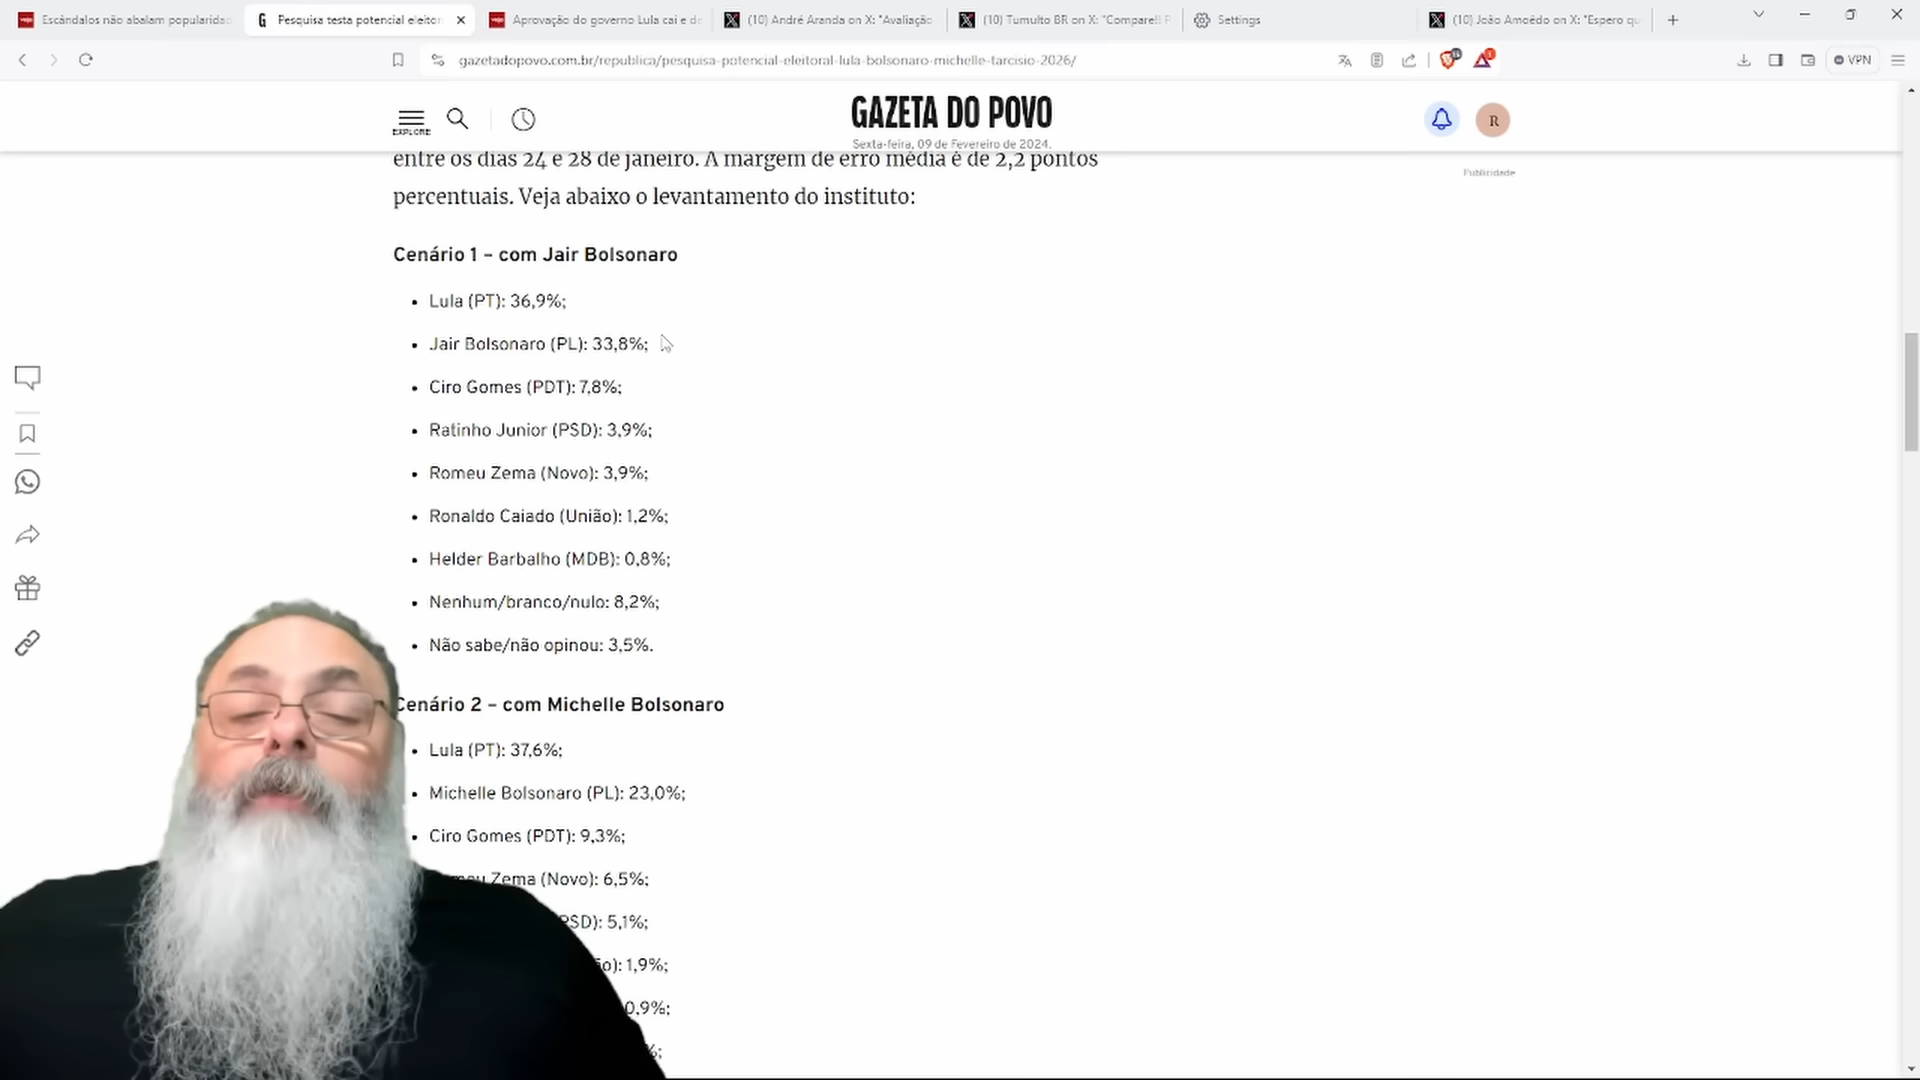 Escândalos não abalam popularidad
Pesquisa testa potencial eleitor
Aprovação do governo Lula cai e de
(10) André Aranda on X: "Avaliação
(10) Tumulto BR on X: "Compare!! P
Settings
(10) João Amoêdo on X: "Espero qu
gazetadopovo.com.br/republica/pesquisa-potencial-eleitoral-lula-bolsonaro-michelle-tarcisio-2026/
VPN
EXPLORE
GAZETA DO POVO
Sexta-feira, 09 de Fevereiro de 2024.
R
Publicidade
entre os dias 24 e 28 de janeiro. A margem de erro média é de 2,2 pontos
percentuais. Veja abaixo o levantamento do instituto:
Cenário 1 – com Jair Bolsonaro
• Lula (PT): 36,9%;
• Jair Bolsonaro (PL): 33,8%;
• Ciro Gomes (PDT): 7,8%;
• Ratinho Junior (PSD): 3,9%;
• Romeu Zema (Novo): 3,9%;
• Ronaldo Caiado (União): 1,2%;
• Helder Barbalho (MDB): 0,8%;
• Nenhum/branco/nulo: 8,2%;
• Não sabe/não opinou: 3,5%.
Cenário 2 – com Michelle Bolsonaro
• Lula (PT): 37,6%;
• Michelle Bolsonaro (PL): 23,0%;
• Ciro Gomes (PDT): 9,3%;
Zema (Novo): 6,5%;
PSD): 5,1%;
ão): 1,9%;
0,9%;
%;